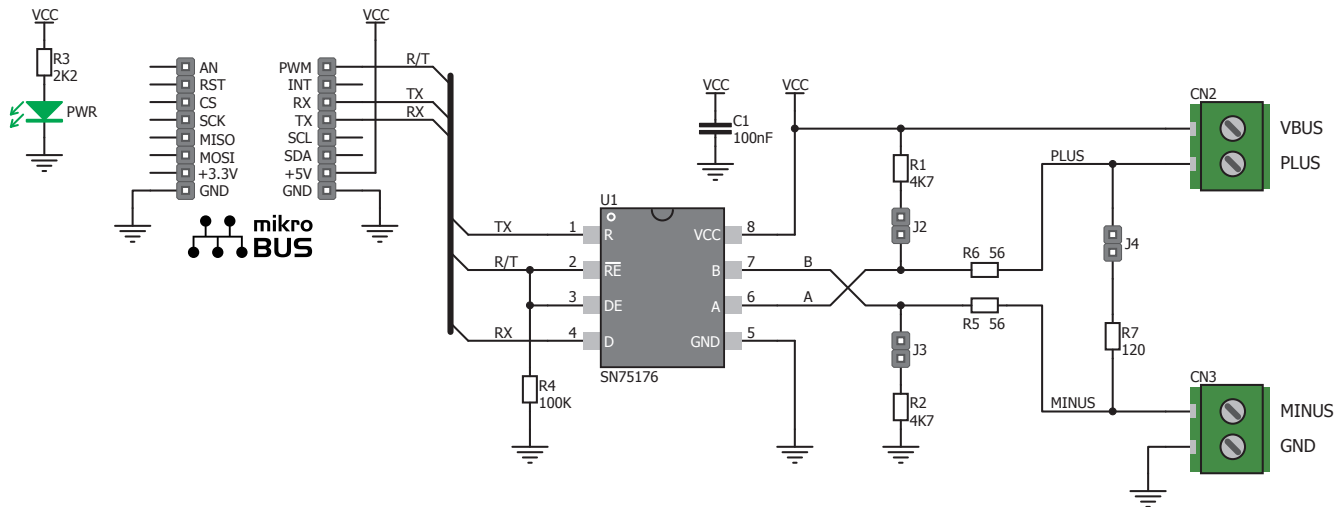 VCC
R3
2K2
PWR
AN
RST
CS
SCK
MISO
MOSI
+3.3V
GND
PWM
INT
RX
TX
SCL
SDA
+5V
GND
VCC
R/T
TX
RX
mikro
BUS
TX
R/T
RX
R4
100K
U1
1
2
3
4
R
RE
DE
D
VCC
B
A
GND
8
7
6
5
SN75176
VCC
C1
100nF
VCC
B
A
R1
4K7
J2
J3
R2
4K7
R6 56
R5 56
PLUS
MINUS
J4
R7
120
CN2
VBUS
PLUS
CN3
MINUS
GND